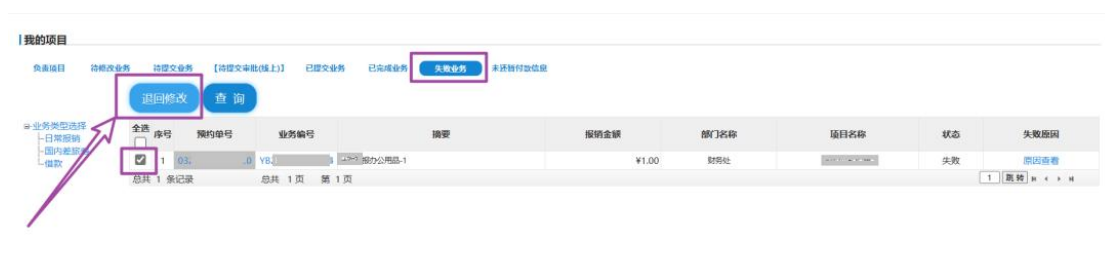 我的项目
负责项目 待修改业务 待提交业务 【待提交审批(线上)】 已提交业务 已完成业务 失败业务 未还暂付款信息
退回修改 查 询
业务类型选择
日常报销
国内差旅
借款
全选 序号 预约单号 业务编号 摘要 报销金额 部门名称 项目名称 状态 失败原因
1 03. .0 YB. 报办公用品-1 ¥1.00 财务处 失败 原因查看
总共 1 条记录 总共 1 页 第 1 页 1 跳 转